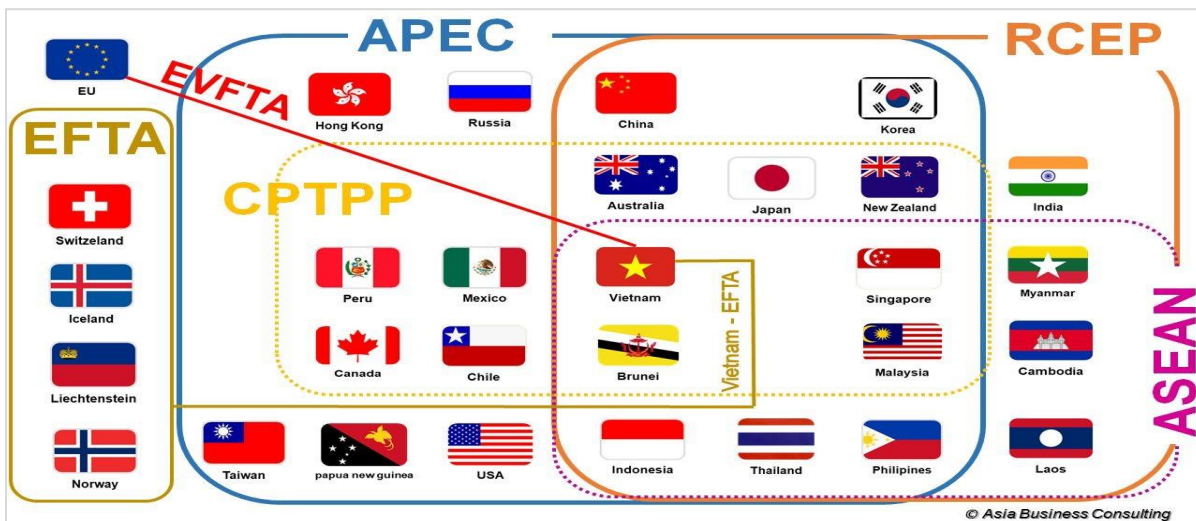 APEC
RCEP
EU
EVFTA
Hong Kong
Russia
China
Korea
EFTA
CPTPP
Australia
Japan
New Zealand
India
Switzeland
Peru
Mexico
Vietnam
Singapore
Myanmar
Iceland
Vietnam - EFTA
ASEAN
Canada
Chile
Brunei
Malaysia
Cambodia
Liechtenstein
Norway
Taiwan
papua new guinea
USA
Indonesia
Thailand
Philipines
Laos
© Asia Business Consulting